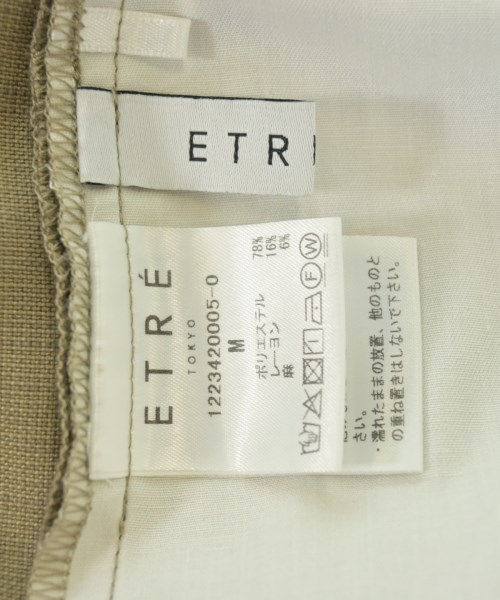 ETR
ETRÉ
TOKYO
1223420005-0
M
ポリエステル 78%
レーヨン 16%
麻 6%
F W
さい。
・濡れたままの放置、他のものと
の重ね置きはしないで下さい。